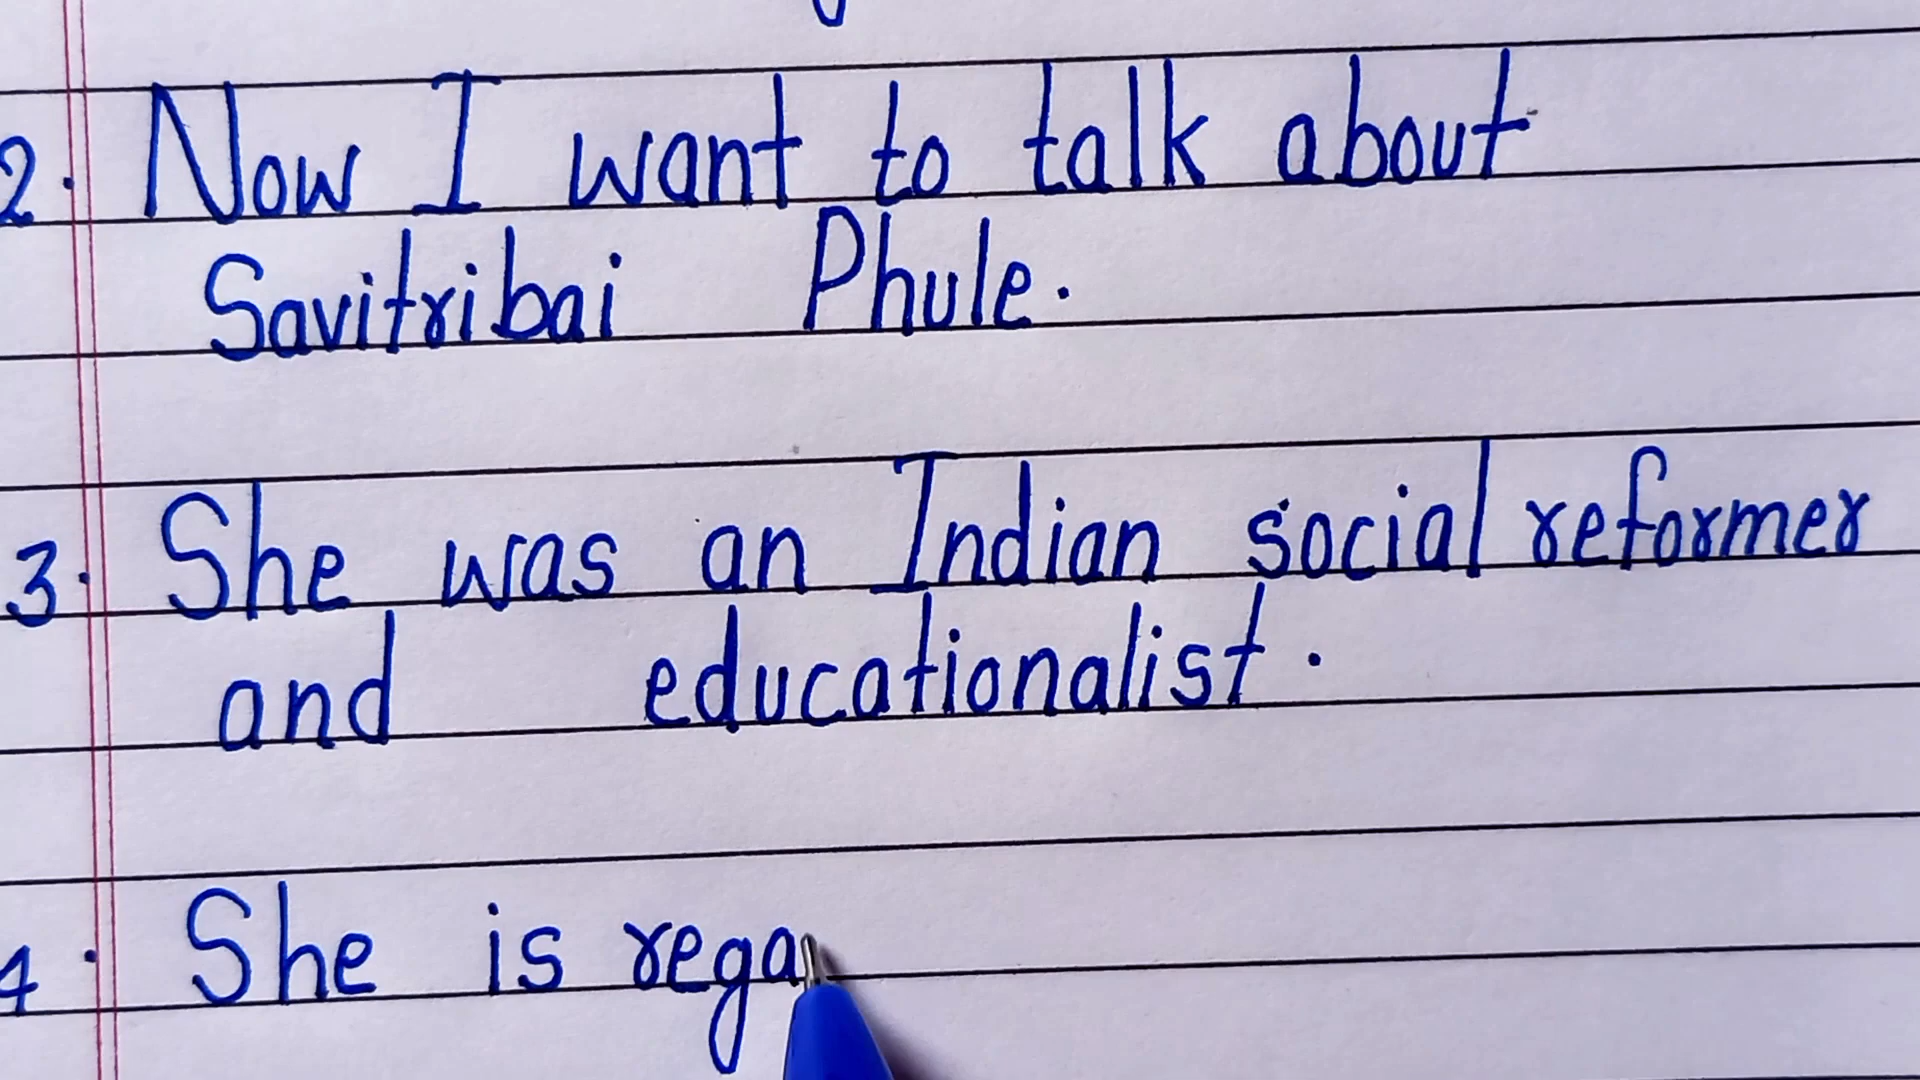 2. Now I want to talk about
Savitribai Phule.
3. She was an Indian social reformer
and educationalist.
4. She is rega